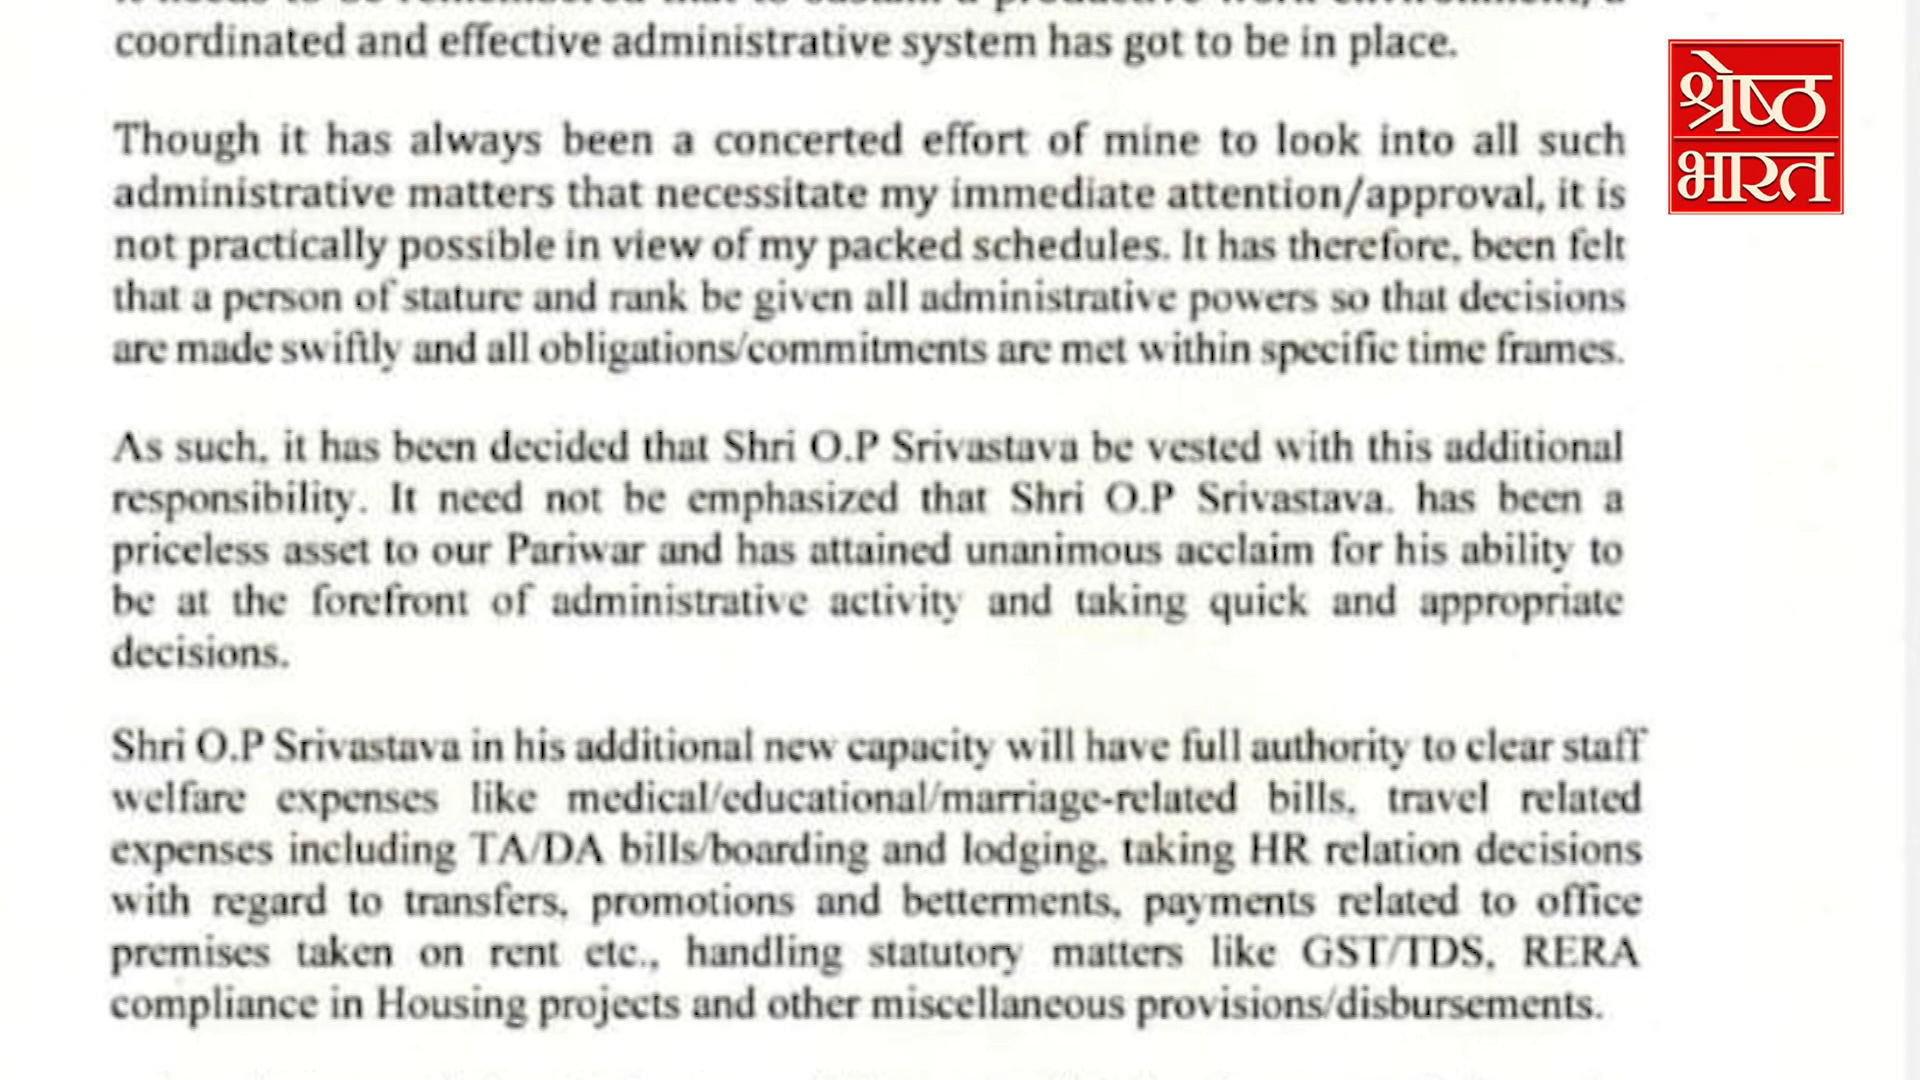 coordinated and effective administrative system has got to be in place.
Though it has always been a concerted effort of mine to look into all such
administrative matters that necessitate my immediate attention/approval, it is
not practically possible in view of my packed schedules. It has therefore, been felt
that a person of stature and rank be given all administrative powers so that decisions
are made swiftly and all obligations/commitments are met within specific time frames.
As such, it has been decided that Shri O.P Srivastava be vested with this additional
responsibility. It need not be emphasized that Shri O.P Srivastava. has been a
priceless asset to our Pariwar and has attained unanimous acclaim for his ability to
be at the forefront of administrative activity and taking quick and appropriate
decisions.
Shri O.P Srivastava in his additional new capacity will have full authority to clear staff
welfare expenses like medical/educational/marriage-related bills, travel related
expenses including TA/DA bills/boarding and lodging, taking HR relation decisions
with regard to transfers, promotions and betterments, payments related to office
premises taken on rent etc., handling statutory matters like GST/TDS, RERA
compliance in Housing projects and other miscellaneous provisions/disbursements.
श्रेष्ठ
भारत